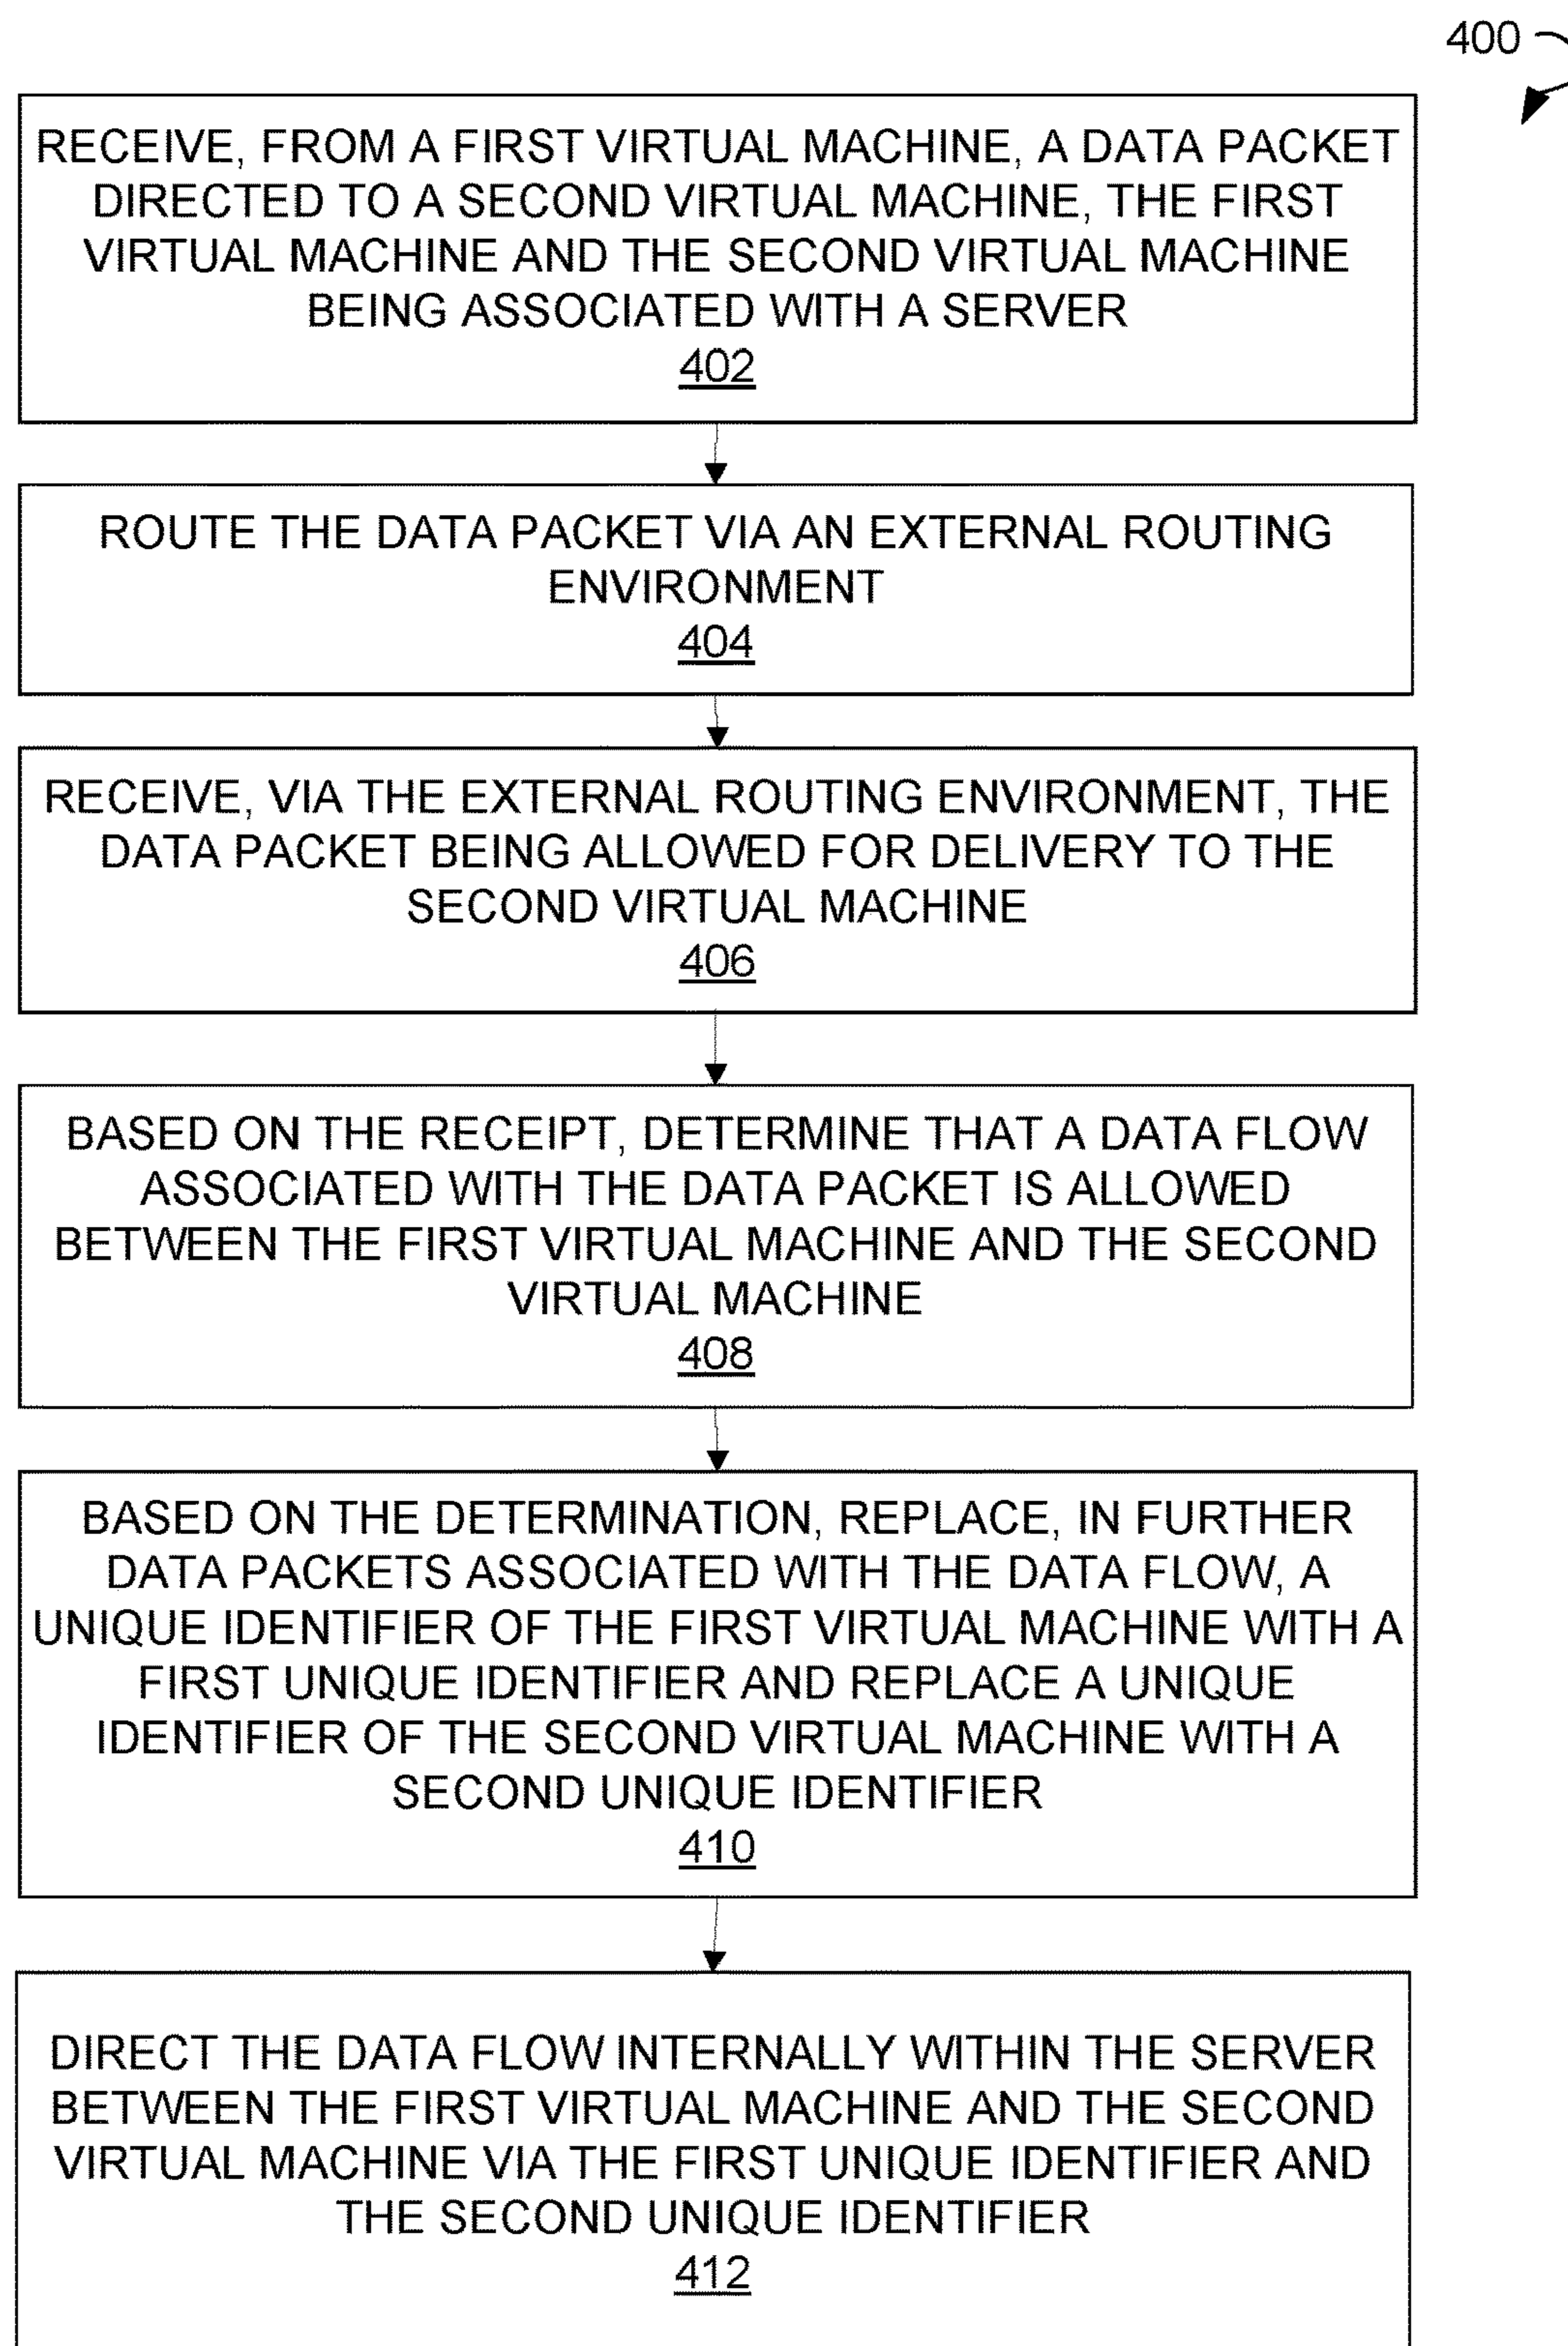 400
RECEIVE, FROM A FIRST VIRTUAL MACHINE, A DATA PACKET
DIRECTED TO A SECOND VIRTUAL MACHINE, THE FIRST
VIRTUAL MACHINE AND THE SECOND VIRTUAL MACHINE
BEING ASSOCIATED WITH A SERVER
402
ROUTE THE DATA PACKET VIA AN EXTERNAL ROUTING
ENVIRONMENT
404
RECEIVE, VIA THE EXTERNAL ROUTING ENVIRONMENT, THE
DATA PACKET BEING ALLOWED FOR DELIVERY TO THE
SECOND VIRTUAL MACHINE
406
BASED ON THE RECEIPT, DETERMINE THAT A DATA FLOW
ASSOCIATED WITH THE DATA PACKET IS ALLOWED
BETWEEN THE FIRST VIRTUAL MACHINE AND THE SECOND
VIRTUAL MACHINE
408
BASED ON THE DETERMINATION, REPLACE, IN FURTHER
DATA PACKETS ASSOCIATED WITH THE DATA FLOW, A
UNIQUE IDENTIFIER OF THE FIRST VIRTUAL MACHINE WITH A
FIRST UNIQUE IDENTIFIER AND REPLACE A UNIQUE
IDENTIFIER OF THE SECOND VIRTUAL MACHINE WITH A
SECOND UNIQUE IDENTIFIER
410
DIRECT THE DATA FLOW INTERNALLY WITHIN THE SERVER
BETWEEN THE FIRST VIRTUAL MACHINE AND THE SECOND
VIRTUAL MACHINE VIA THE FIRST UNIQUE IDENTIFIER AND
THE SECOND UNIQUE IDENTIFIER
412